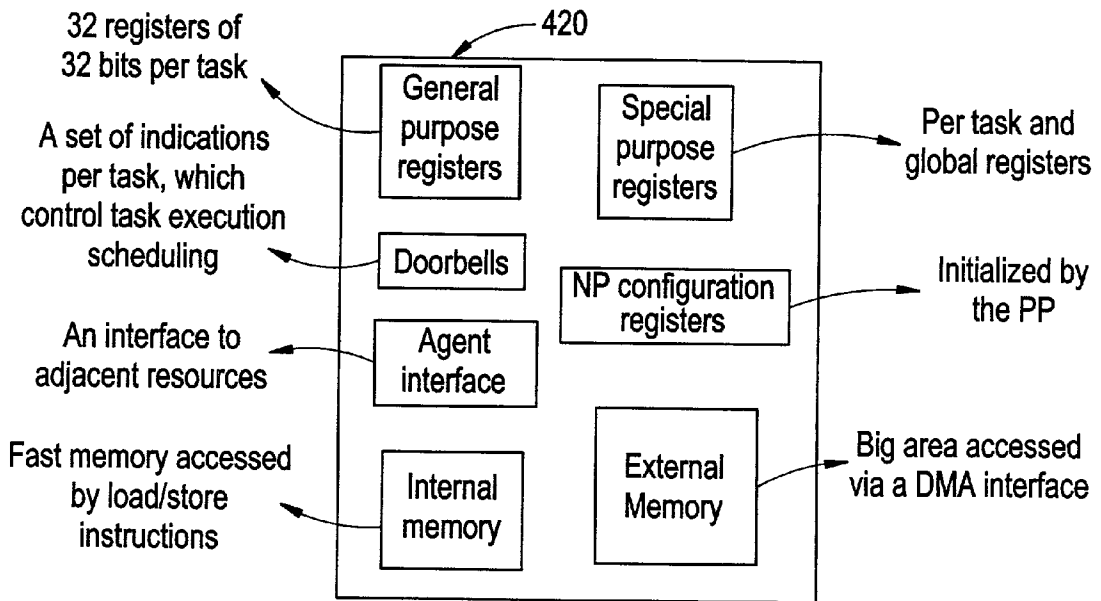 32 registers of
32 bits per task
420
General
purpose
registers
Special
purpose
registers
Per task and
global registers
A set of indications
per task, which
control task execution
scheduling
Doorbells
NP configuration
registers
Initialized by
the PP
An interface to
adjacent resources
Agent
interface
Fast memory accessed
by load/store
instructions
Internal
memory
External
Memory
Big area accessed
via a DMA interface